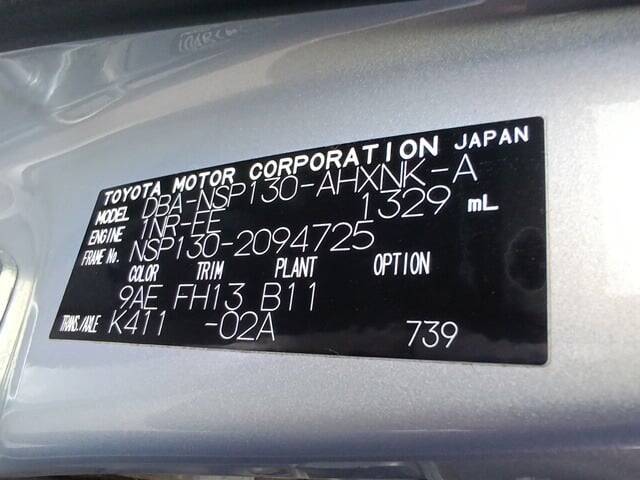 TOYOTA MOTOR CORPORATION JAPAN
MODEL DBA-NSP130-AHXNK-A
ENGINE 1NR-FE 1329 mL
FRAME No. NSP130-2094725
COLOR TRIM PLANT OPTION
9AE FH13 B11
TRANS./AXLE K411 -02A 739